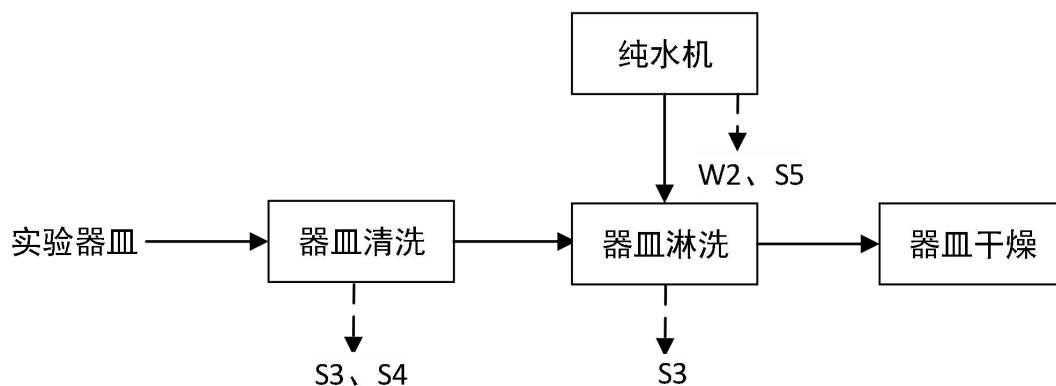 纯水机
W2、S5
实验器皿
器皿清洗
器皿淋洗
器皿干燥
S3、S4
S3